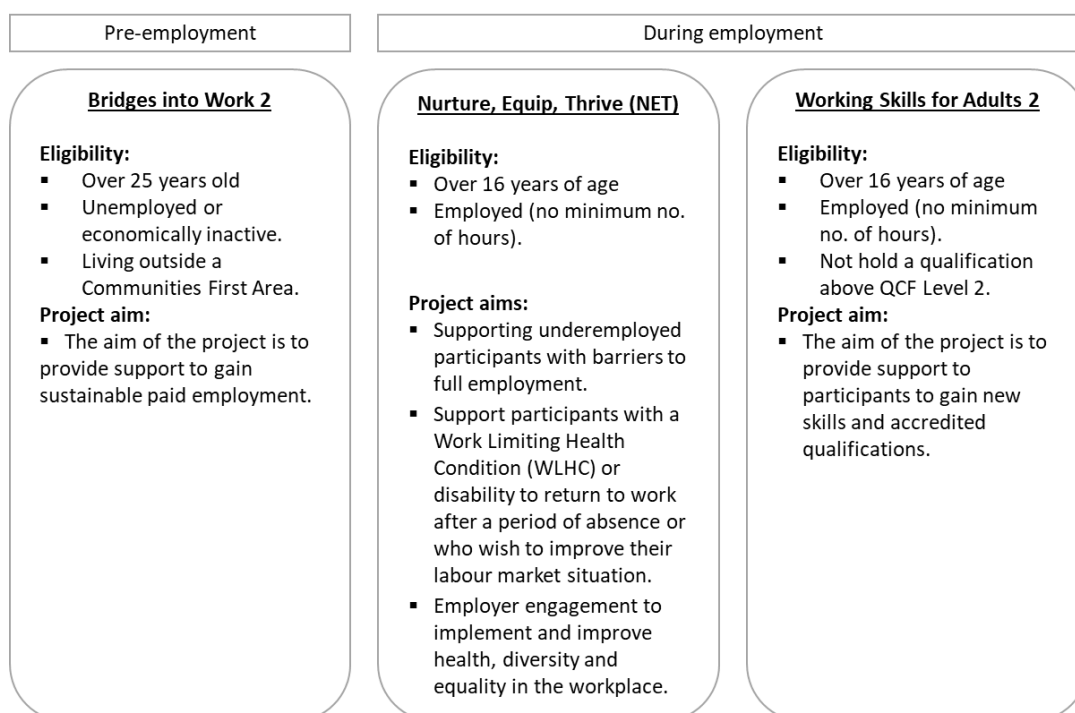 Pre-employment
During employment
Bridges into Work 2
Eligibility:
▪ Over 25 years old
▪ Unemployed or
economically inactive.
▪ Living outside a
Communities First Area.
Project aim:
▪ The aim of the project is to
provide support to gain
sustainable paid employment.
Nurture, Equip, Thrive (NET)
Eligibility:
▪ Over 16 years of age
▪ Employed (no minimum no.
of hours).
Project aims:
▪ Supporting underemployed
participants with barriers to
full employment.
▪ Support participants with a
Work Limiting Health
Condition (WLHC) or
disability to return to work
after a period of absence or
who wish to improve their
labour market situation.
▪ Employer engagement to
implement and improve
health, diversity and
equality in the workplace.
Working Skills for Adults 2
Eligibility:
▪ Over 16 years of age
▪ Employed (no minimum
no. of hours).
▪ Not hold a qualification
above QCF Level 2.
Project aim:
▪ The aim of the project is to
provide support to
participants to gain new
skills and accredited
qualifications.